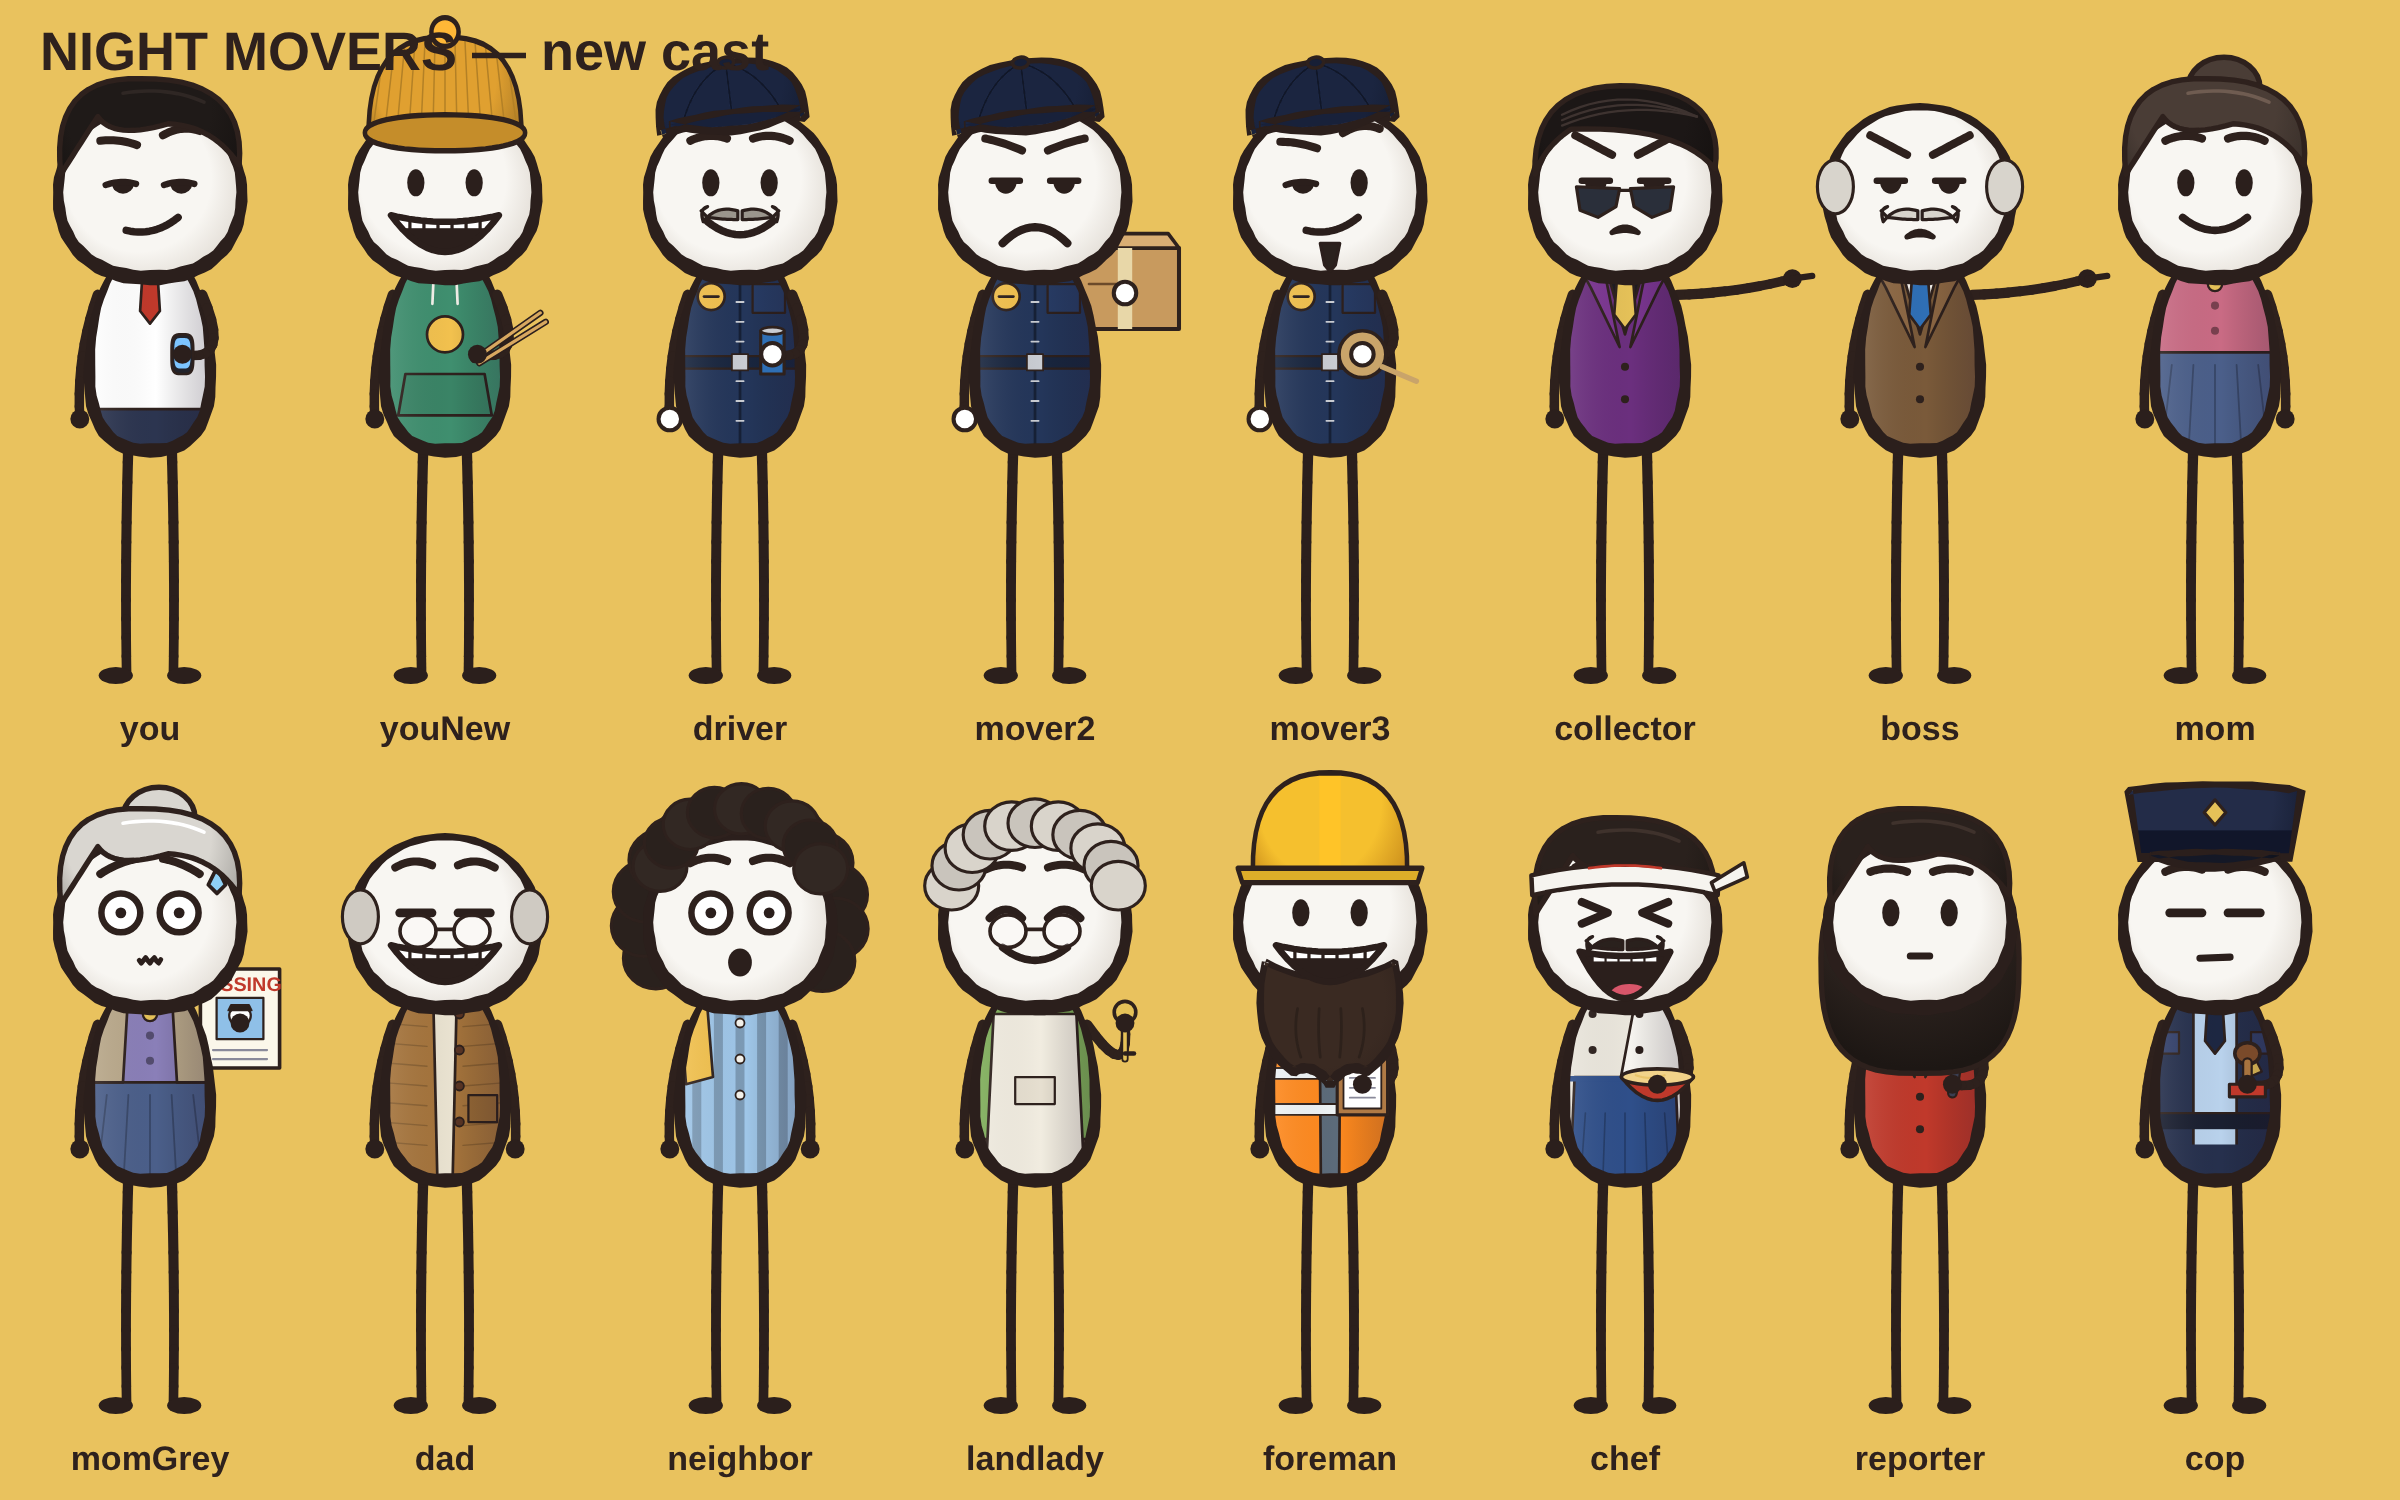 NIGHT MOVERS — new cast
you youNew driver mover2 mover3 collector boss mom
SSING
momGrey dad neighbor landlady foreman chef reporter cop